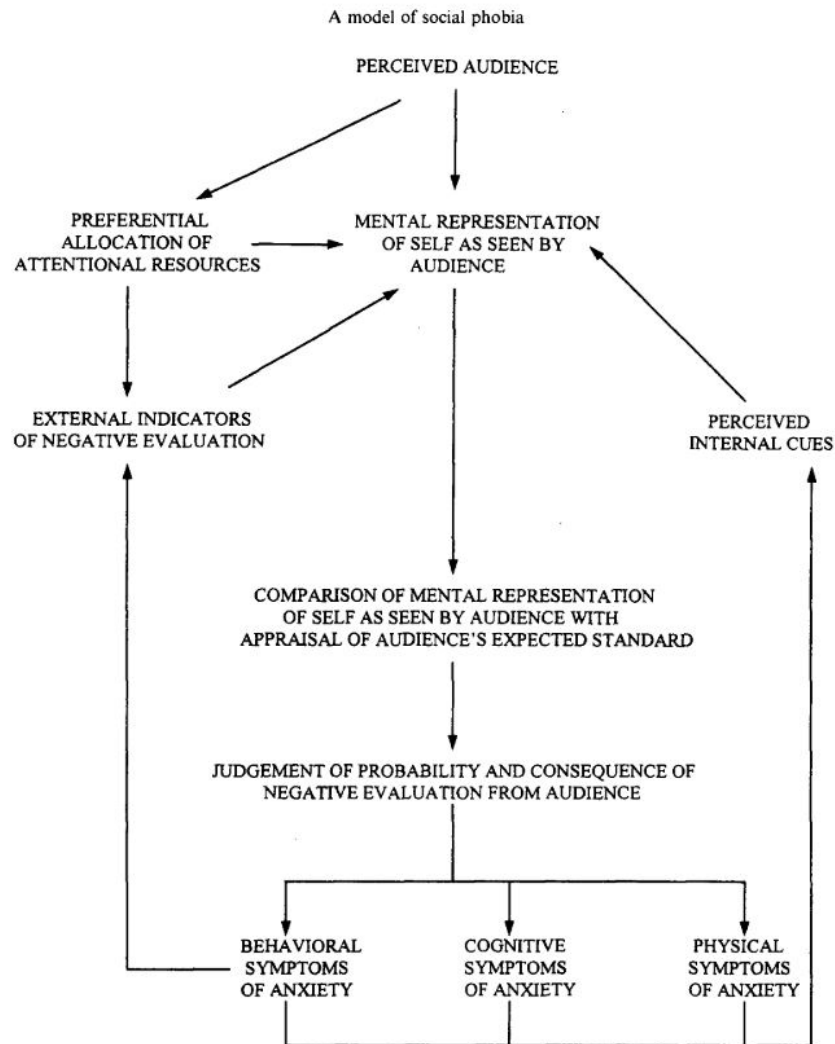 A model of social phobia
PERCEIVED AUDIENCE
PREFERENTIAL
ALLOCATION OF
ATTENTIONAL RESOURCES
MENTAL REPRESENTATION
OF SELF AS SEEN BY
AUDIENCE
EXTERNAL INDICATORS
OF NEGATIVE EVALUATION
PERCEIVED
INTERNAL CUES
COMPARISON OF MENTAL REPRESENTATION
OF SELF AS SEEN BY AUDIENCE WITH
APPRAISAL OF AUDIENCE'S EXPECTED STANDARD
JUDGEMENT OF PROBABILITY AND CONSEQUENCE OF
NEGATIVE EVALUATION FROM AUDIENCE
BEHAVIORAL
SYMPTOMS
OF ANXIETY
COGNITIVE
SYMPTOMS
OF ANXIETY
PHYSICAL
SYMPTOMS
OF ANXIETY